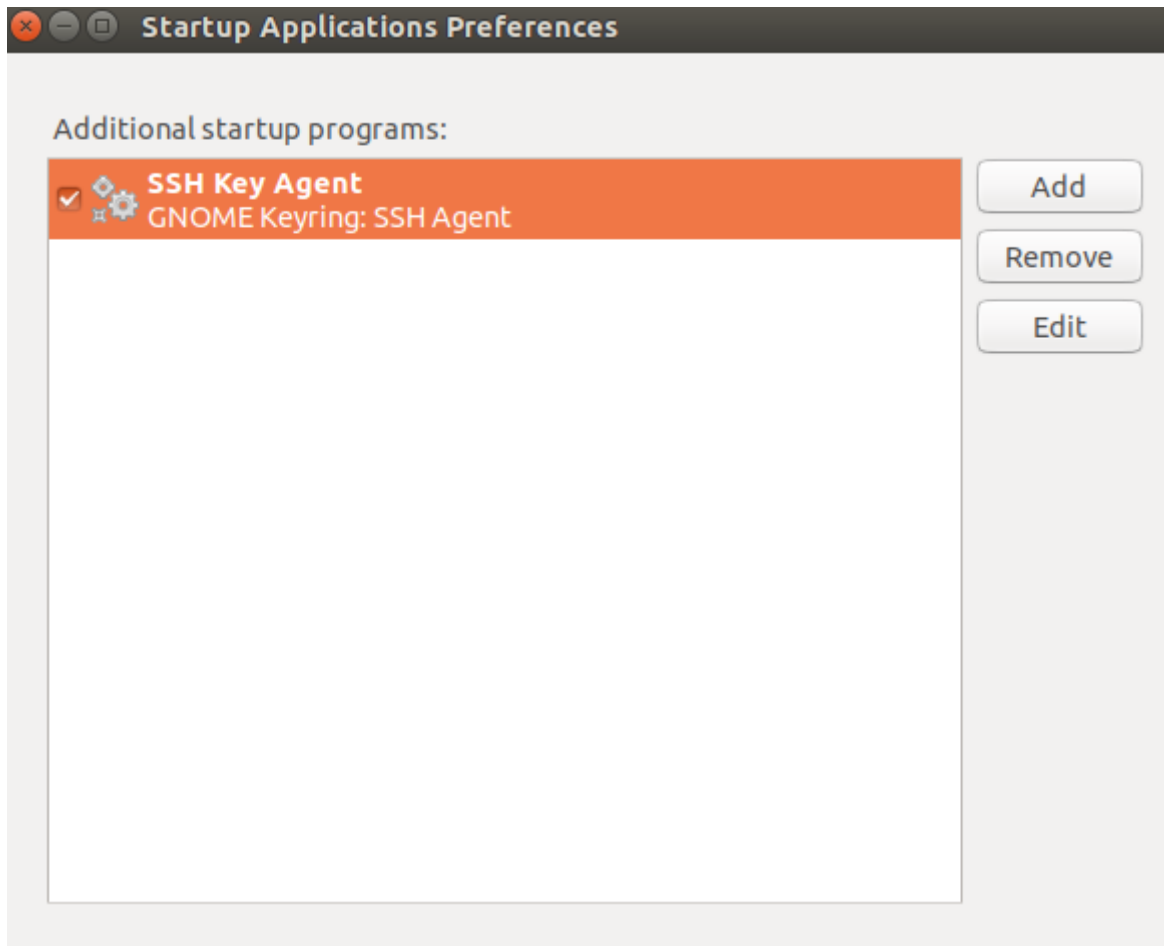 Startup Applications Preferences
Additional startup programs:
SSH Key Agent
GNOME Keyring: SSH Agent
Add
Remove
Edit